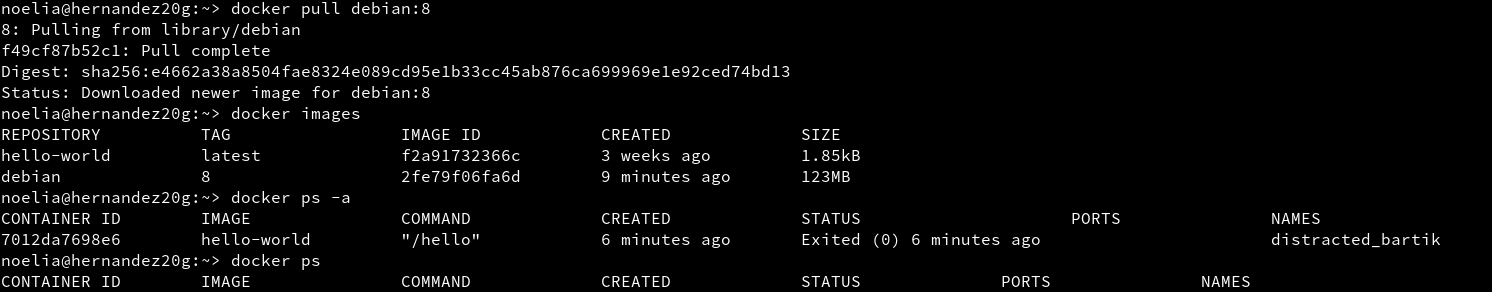 noelia@hernandez20g:~> docker pull debian:8
8: Pulling from library/debian
f49cf87b52c1: Pull complete
Digest: sha256:e4662a38a8504fae8324e089cd95e1b33cc45ab876ca699969e1e92ced74bd13
Status: Downloaded newer image for debian:8
noelia@hernandez20g:~> docker images
REPOSITORY          TAG                 IMAGE ID            CREATED             SIZE
hello-world         latest              f2a91732366c        3 weeks ago         1.85kB
debian              8                   2fe79f06fa6d        9 minutes ago       123MB
noelia@hernandez20g:~> docker ps -a
CONTAINER ID        IMAGE               COMMAND             CREATED             STATUS                     PORTS               NAMES
7012da7698e6        hello-world         "/hello"            6 minutes ago       Exited (0) 6 minutes ago                       distracted_bartik
noelia@hernandez20g:~> docker ps
CONTAINER ID        IMAGE               COMMAND             CREATED             STATUS              PORTS               NAMES